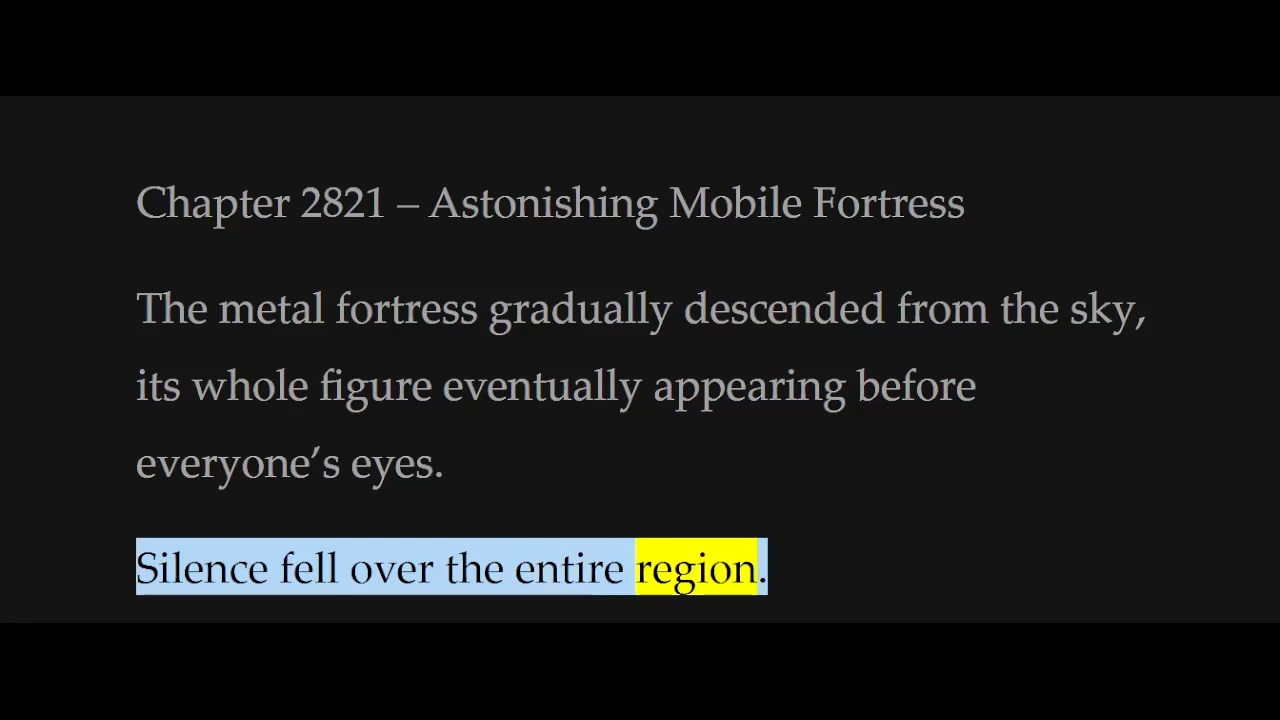 Chapter 2821 – Astonishing Mobile Fortress
The metal fortress gradually descended from the sky,
its whole figure eventually appearing before
everyone’s eyes.
Silence fell over the entire region.